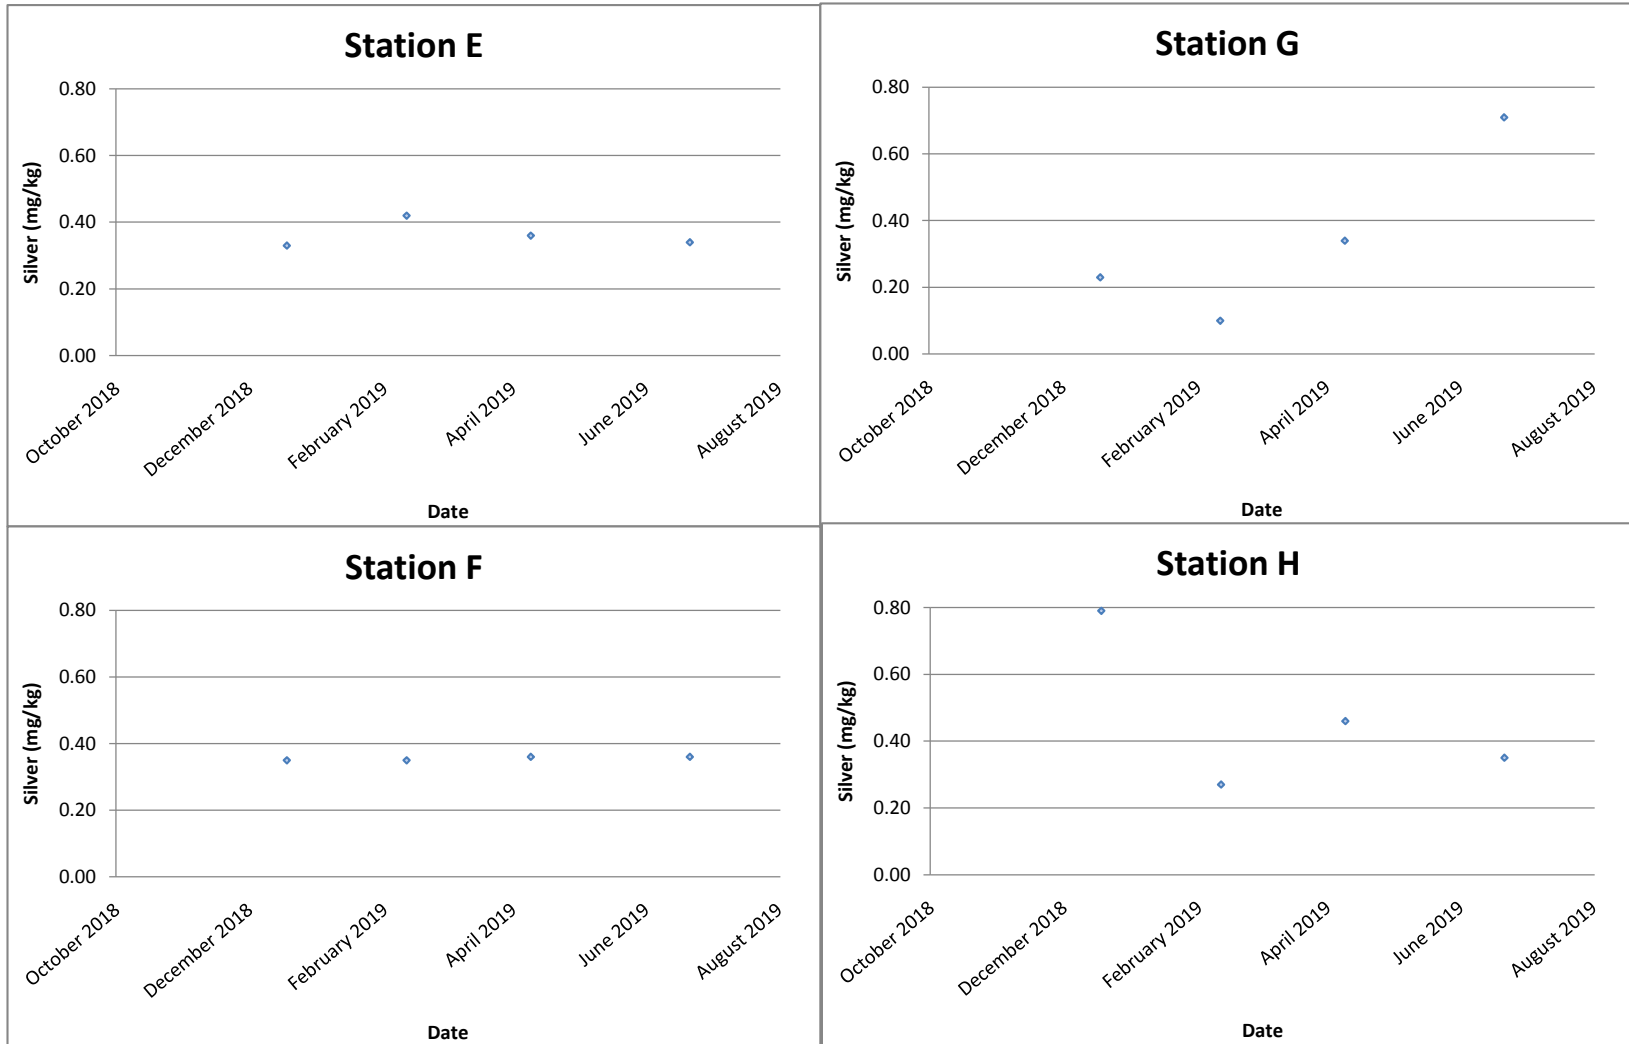 Station E
0.80
0.60
0.40
0.20
0.00
Silver (mg/kg)
October 2018
December 2018
February 2019
April 2019
June 2019
August 2019
Date
Station G
0.80
0.60
0.40
0.20
0.00
Silver (mg/kg)
October 2018
December 2018
February 2019
April 2019
June 2019
August 2019
Date
Station F
0.80
0.60
0.40
0.20
0.00
Silver (mg/kg)
October 2018
December 2018
February 2019
April 2019
June 2019
August 2019
Date
Station H
0.80
0.60
0.40
0.20
0.00
Silver (mg/kg)
October 2018
December 2018
February 2019
April 2019
June 2019
August 2019
Date